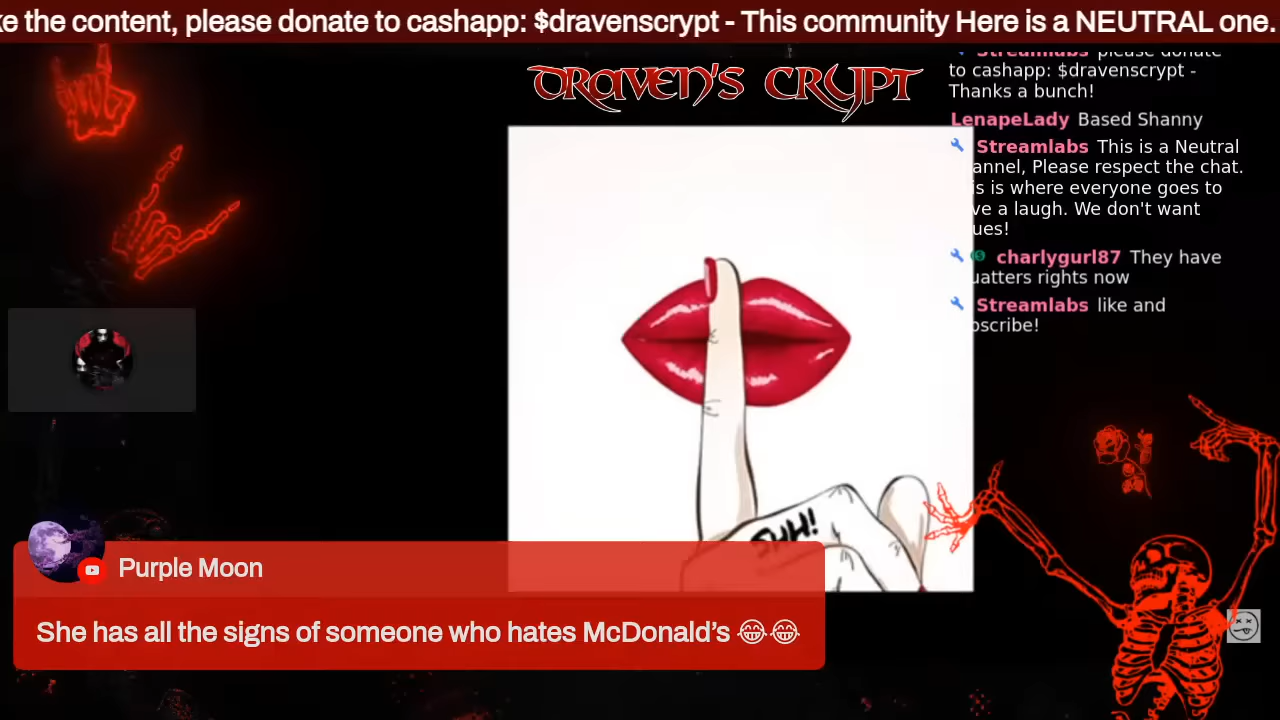 ke the content, please donate to cashapp: $dravenscrypt - This community Here is a NEUTRAL one.
DRAVEN'S CRYPT
Streamlabs please donate
to cashapp: $dravenscrypt -
Thanks a bunch!
LenapeLady Based Shanny
Streamlabs This is a Neutral
annel, Please respect the chat.
is is where everyone goes to
ve a laugh. We don't want
ues!
charlygurl87 They have
uatters rights now
Streamlabs like and
bscribe!
SHH!
Purple Moon
She has all the signs of someone who hates McDonald’s 😂😂